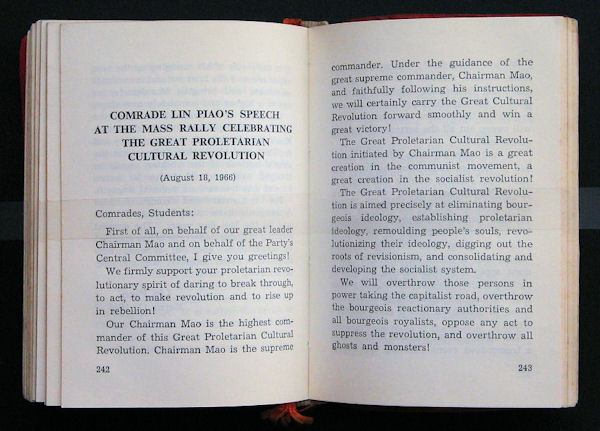 COMRADE LIN PIAO'S SPEECH
AT THE MASS RALLY CELEBRATING
THE GREAT PROLETARIAN
CULTURAL REVOLUTION
(August 18, 1966)
Comrades, Students:
First of all, on behalf of our great leader
Chairman Mao and on behalf of the Party's
Central Committee, I give you greetings!
We firmly support your proletarian revo-
lutionary spirit of daring to break through,
to act, to make revolution and to rise up
in rebellion!
Our Chairman Mao is the highest com-
mander of this Great Proletarian Cultural
Revolution. Chairman Mao is the supreme
242
commander. Under the guidance of the
great supreme commander, Chairman Mao,
and faithfully following his instructions,
we will certainly carry the Great Cultural
Revolution forward smoothly and win a
great victory!
The Great Proletarian Cultural Revolu-
tion initiated by Chairman Mao is a great
creation in the communist movement, a
great creation in the socialist revolution!
The Great Proletarian Cultural Revolu-
tion is aimed precisely at eliminating bour-
geois ideology, establishing proletarian
ideology, remoulding people's souls, revo-
lutionizing their ideology, digging out the
roots of revisionism, and consolidating and
developing the socialist system.
We will overthrow those persons in
power taking the capitalist road, overthrow
the bourgeois reactionary authorities and
all bourgeois royalists, oppose any act to
suppress the revolution, and overthrow all
ghosts and monsters!
243